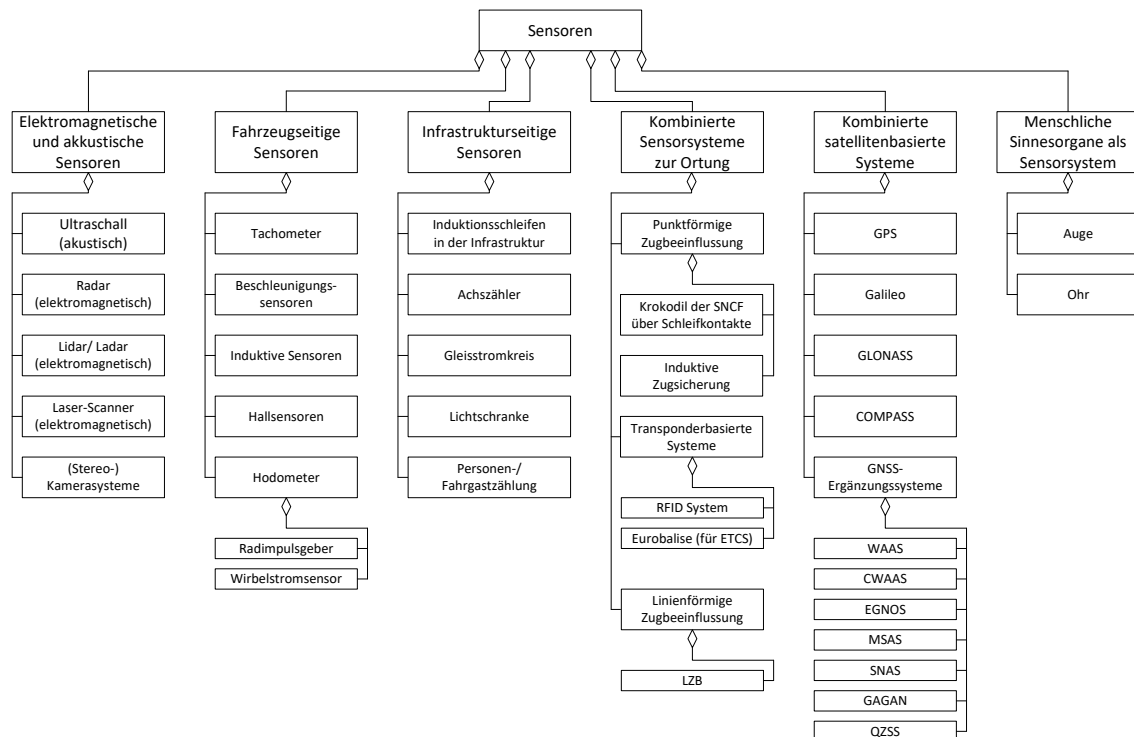 Sensoren
Elektromagnetische
und akkustische
Sensoren
Ultraschall
(akustisch)
Radar
(elektromagnetisch)
Lidar/ Ladar
(elektromagnetisch)
Laser-Scanner
(elektromagnetisch)
(Stereo-)
Kamerasysteme
Fahrzeugseitige
Sensoren
Tachometer
Beschleunigungs-
sensoren
Induktive Sensoren
Hallsensoren
Hodometer
Radimpulsgeber
Wirbelstromsensor
Infrastrukturseitige
Sensoren
Induktionsschleifen
in der Infrastruktur
Achszähler
Gleisstromkreis
Lichtschranke
Personen-/
Fahrgastzählung
Kombinierte
Sensorsysteme
zur Ortung
Punktförmige
Zugbeeinflussung
Krokodil der SNCF
über Schleifkontakte
Induktive
Zugsicherung
Transponderbasierte
Systeme
RFID System
Eurobalise (für ETCS)
Linienförmige
Zugbeeinflussung
LZB
Kombinierte
satellitenbasierte
Systeme
GPS
Galileo
GLONASS
COMPASS
GNSS-
Ergänzungssysteme
WAAS
CWAAS
EGNOS
MSAS
SNAS
GAGAN
QZSS
Menschliche
Sinnesorgane als
Sensorsystem
Auge
Ohr